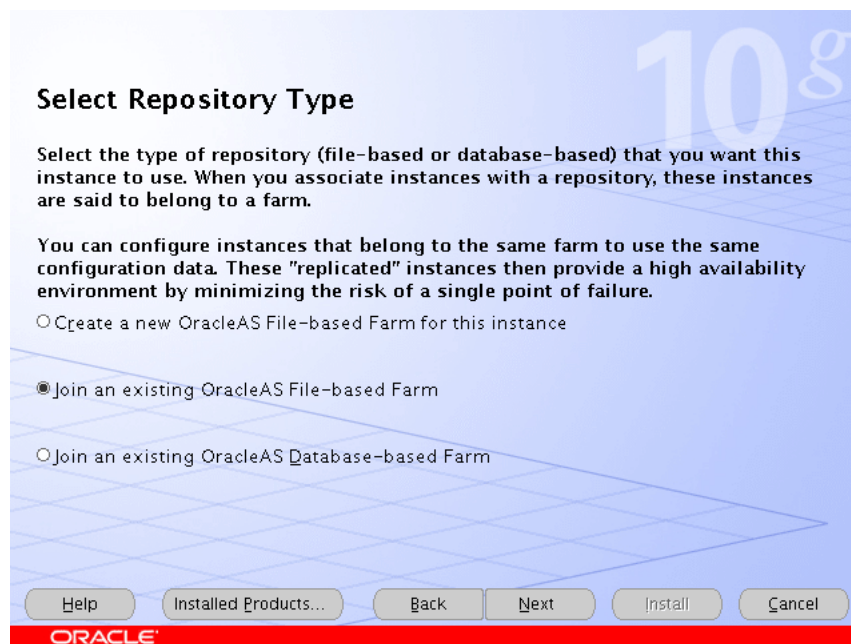 10g
Select Repository Type
Select the type of repository (file-based or database-based) that you want this
instance to use. When you associate instances with a repository, these instances
are said to belong to a farm.
You can configure instances that belong to the same farm to use the same
configuration data. These "replicated" instances then provide a high availability
environment by minimizing the risk of a single point of failure.
Create a new OracleAS File-based Farm for this instance
Join an existing OracleAS File-based Farm
Join an existing OracleAS Database-based Farm
Help Installed Products... Back Next Install Cancel
ORACLE